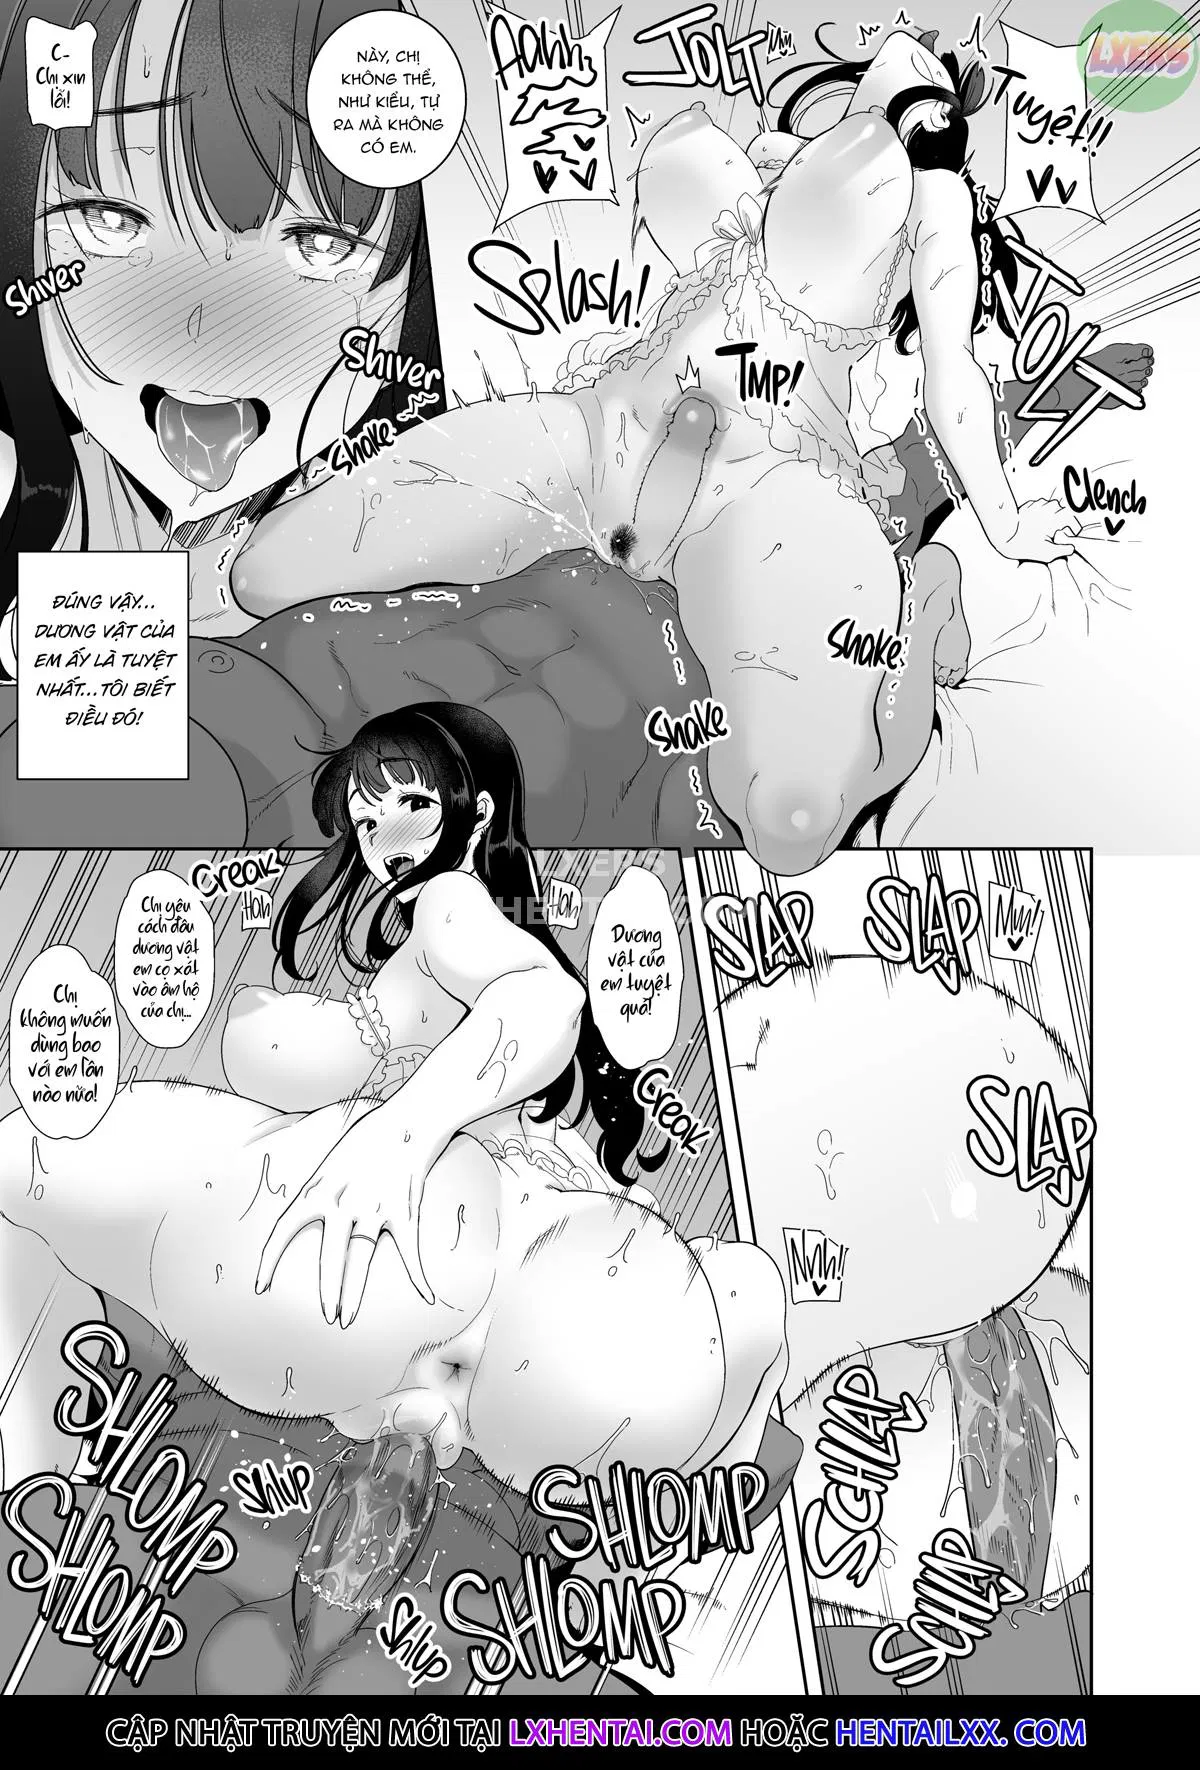 C-
Chị xin
lỗi!
NÀY, CHỊ
KHÔNG THỂ,
NHƯ KIỂU, TỰ
RA MÀ KHÔNG
CÓ EM.
Aahh
JOLT
Mm
Tuyệt!!
LXERS
Shiver
Shiver
Splash!
TMP!
JOLT
Shake
Clench
ĐÚNG VẬY...
DƯƠNG VẬT CỦA
EM ẤY LÀ TUYỆT
NHẤT...TÔI BIẾT
ĐIỀU ĐÓ!
Shake
Shake
Creak
Hah
Hah
LXERS
Chị yêu
cách đầu
dương vật
em cọ xát
vào âm hộ
của chị...
Chị
không muốn
dùng bao
với em lần
nào nữa!
Dương
vật của
em tuyệt
quá!
Creak
SLAP
SLAP
Mm!
SLAP
Nnh!!
SHLOMP
SHLOMP
Shlup
Shlup
SHLOMP
SHLOMP
SCHLAP
SCHLAP
CẬP NHẬT TRUYỆN MỚI TẠI LXHENTAI.COM HOẶC HENTAILXX. COM